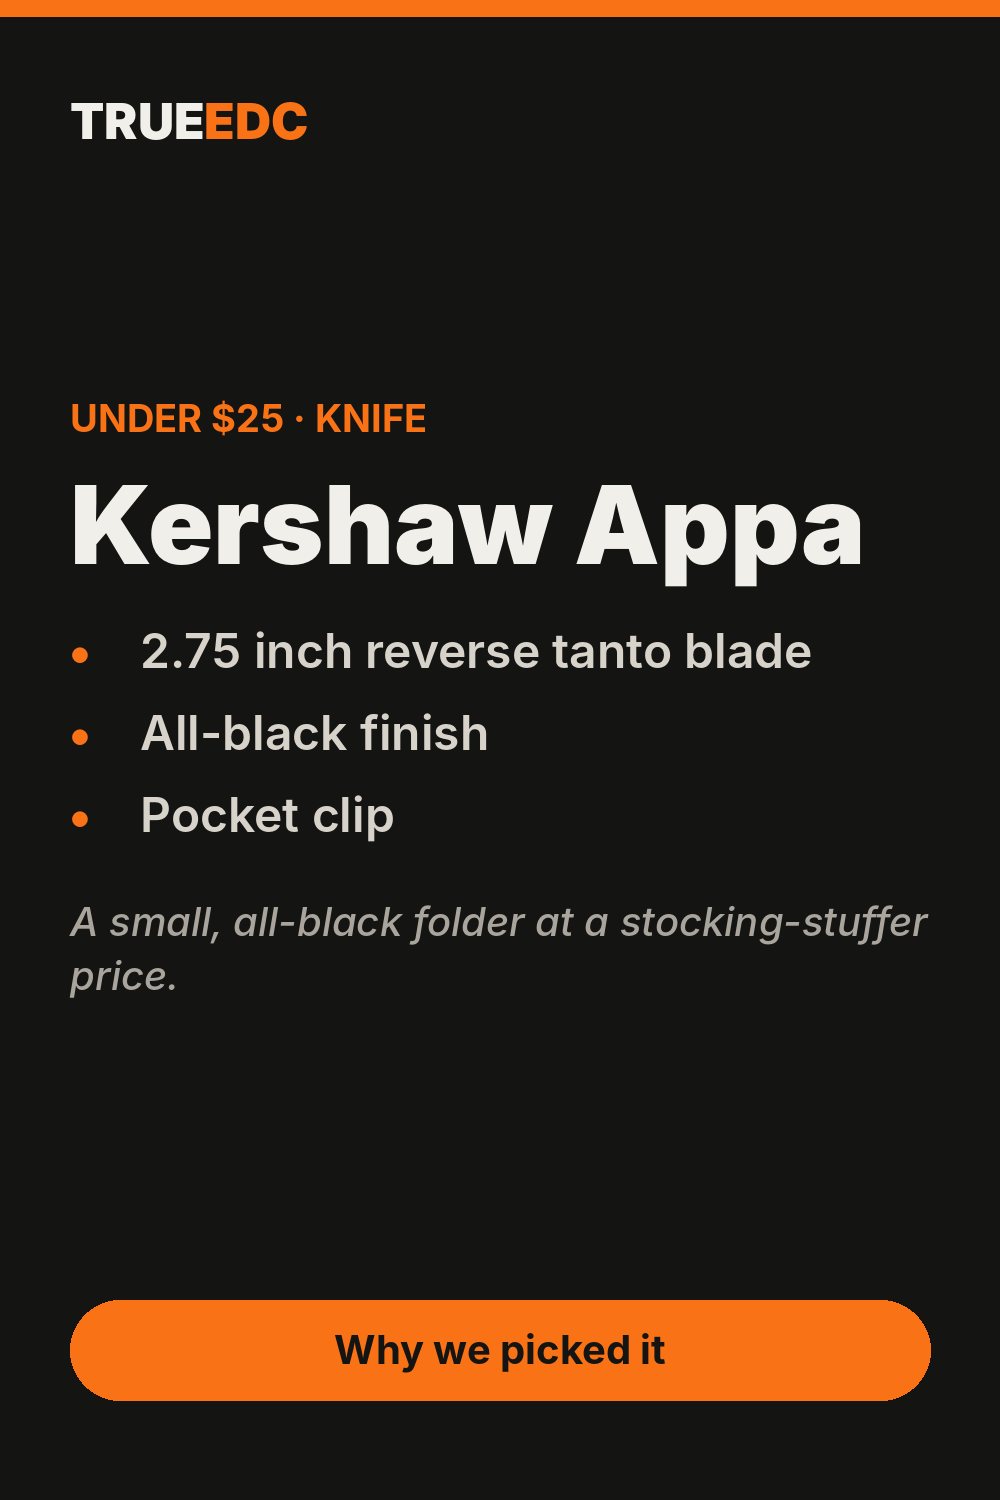 TRUEEDC
UNDER $25 · KNIFE
Kershaw Appa
• 2.75 inch reverse tanto blade
• All-black finish
• Pocket clip
A small, all-black folder at a stocking-stuffer
price.
Why we picked it